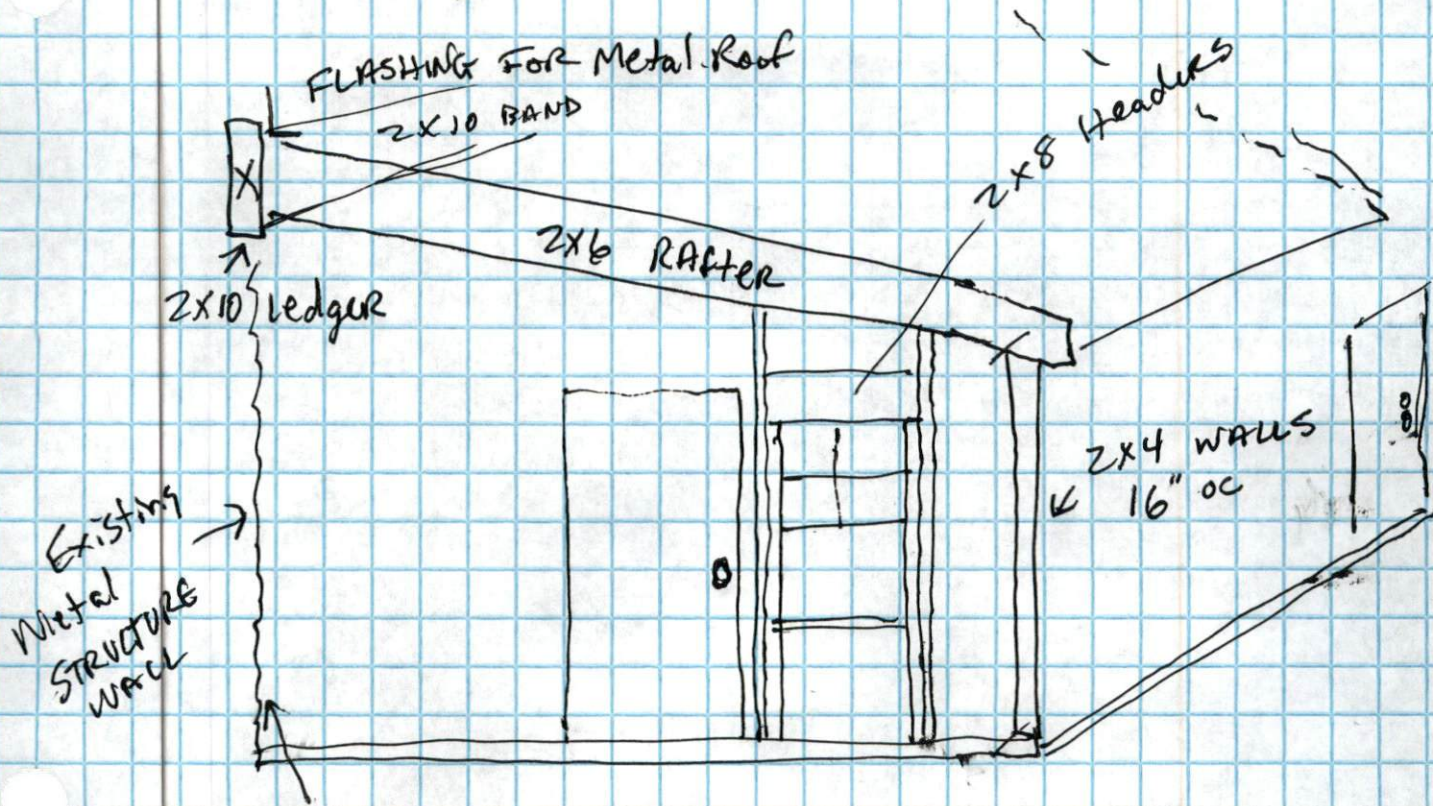 FLASHING FOR Metal Roof
2X10 BAND
2x8 Headers
2X6 RAfteR
2X10 ledger
2X4 WALLS
16" OC
Existing
Metal
STRUCTURE
WALL